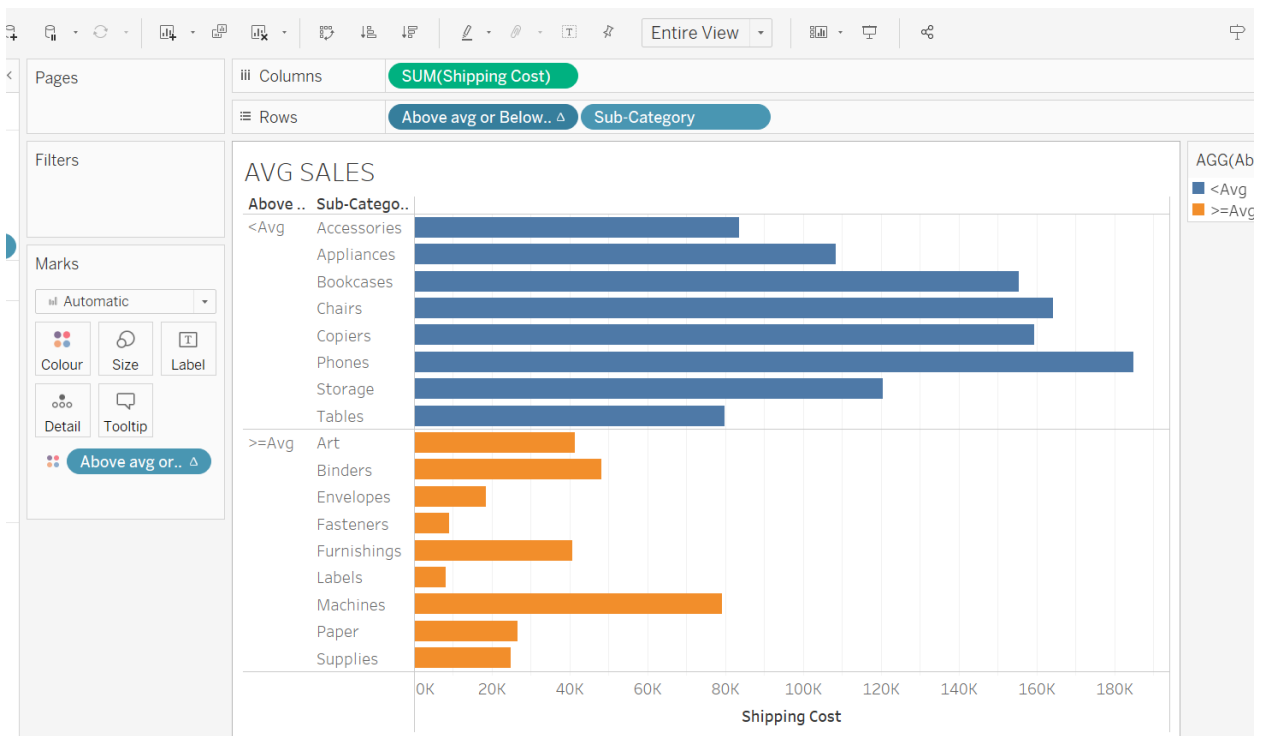 Entire View
Pages
Columns
SUM(Shipping Cost)
Rows
Above avg or Below.. Δ
Sub-Category
Filters
Marks
Automatic
Colour
Size
Label
Detail
Tooltip
Above avg or.. Δ
AVG SALES
Above .. Sub-Catego..
<Avg Accessories
Appliances
Bookcases
Chairs
Copiers
Phones
Storage
Tables
>=Avg Art
Binders
Envelopes
Fasteners
Furnishings
Labels
Machines
Paper
Supplies
0K 20K 40K 60K 80K 100K 120K 140K 160K 180K
Shipping Cost
AGG(Ab
<Avg
>=Avg